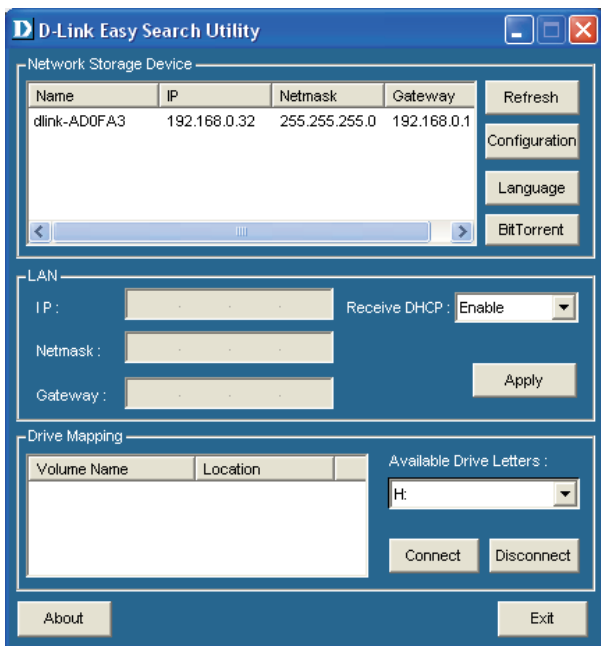 D D-Link Easy Search Utility
Network Storage Device
Name IP Netmask Gateway
dlink-AD0FA3 192.168.0.32 255.255.255.0 192.168.0.1
Refresh
Configuration
Language
BitTorrent
LAN
IP :
Receive DHCP : Enable
Netmask :
Gateway :
Apply
Drive Mapping
Volume Name Location
Available Drive Letters :
H:
Connect Disconnect
About Exit